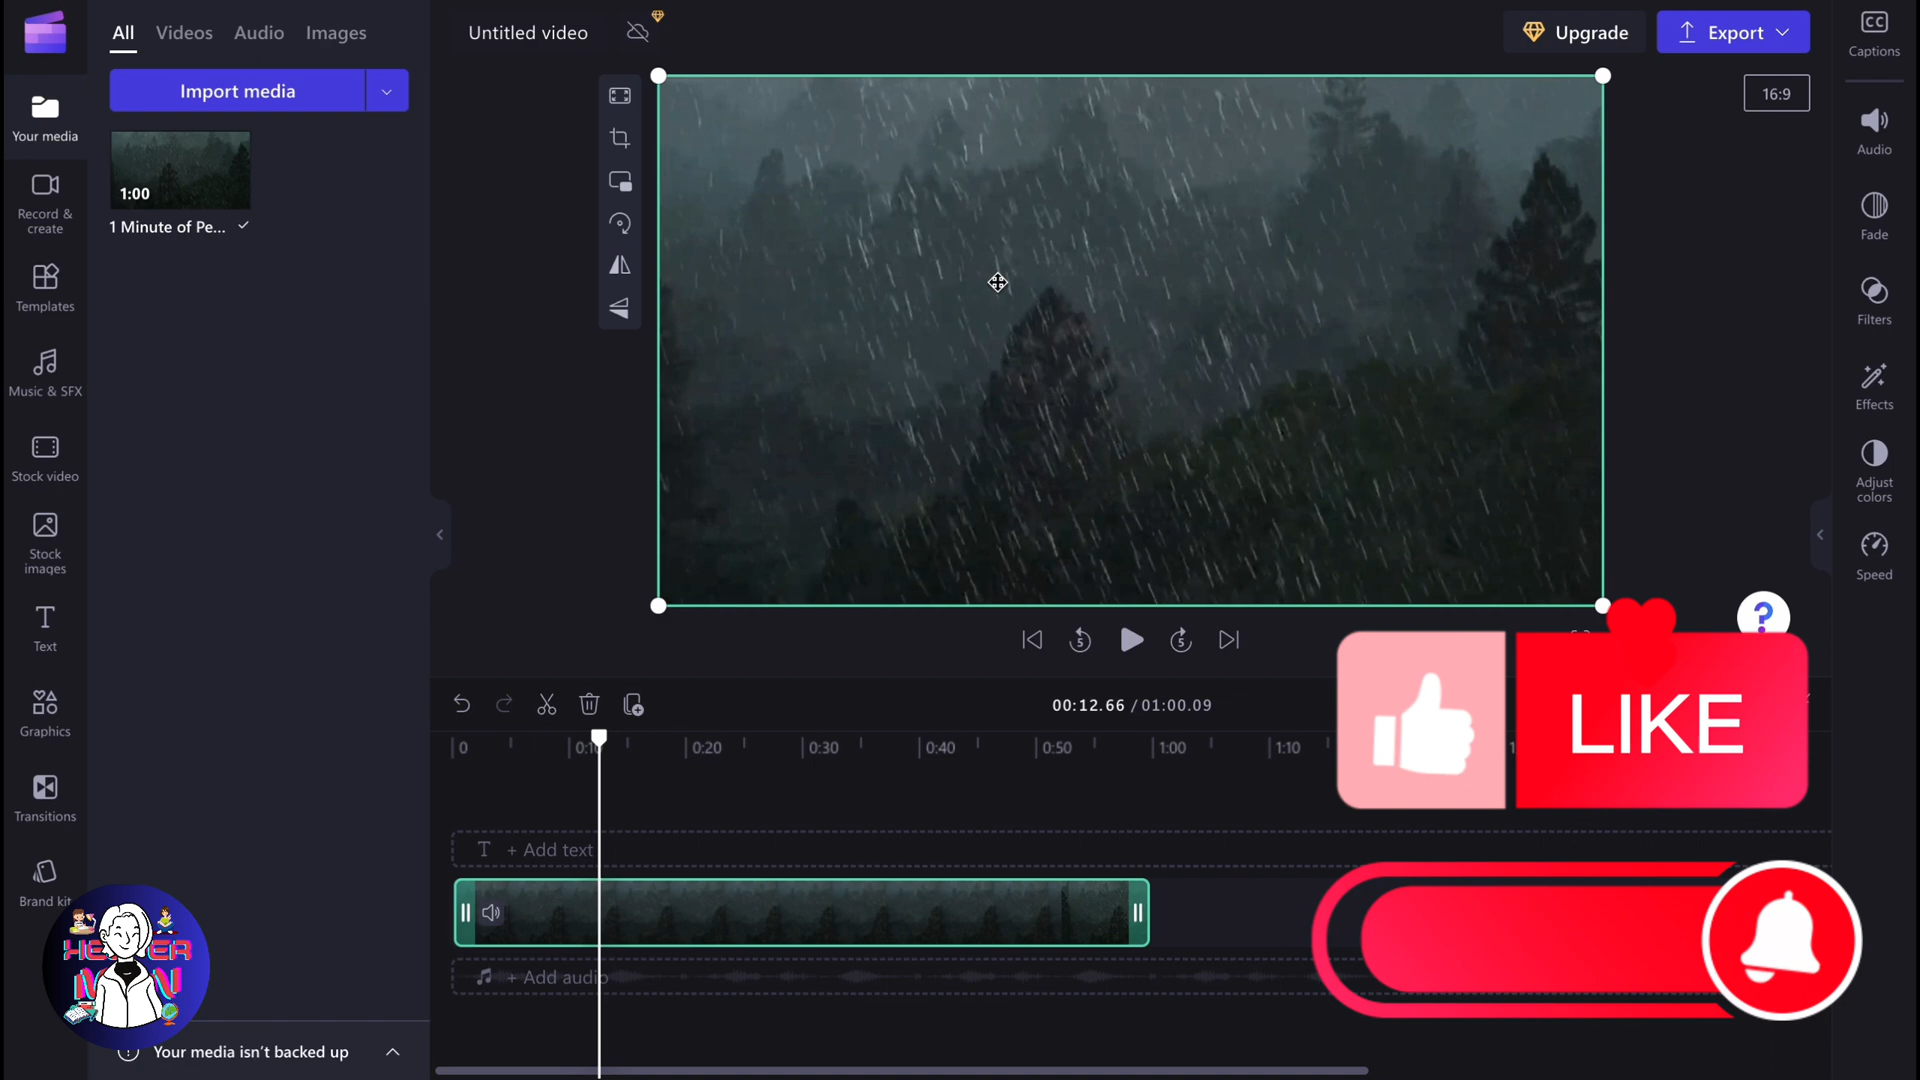 All Videos Audio Images
Untitled video
Upgrade
Export
Captions
Import media
16:9
Your media
1:00
1 Minute of Pe...
Audio
Record &
create
Fade
Templates
Filters
Music & SFX
Effects
Stock video
Adjust
colors
Stock
images
Speed
Text
?
5 5
Graphics
00:12.66 / 01:00.09
LIKE
0 0:10 0:20 0:30 0:40 0:50 1:00 1:10
Transitions
T + Add text
Brand kit
+ Add audio
Your media isn't backed up